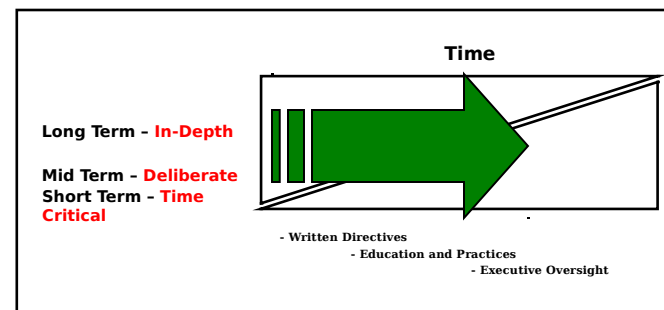 Time
Long Term – In-Depth
Mid Term – Deliberate
Short Term – Time
Critical
- Written Directives
- Education and Practices
- Executive Oversight